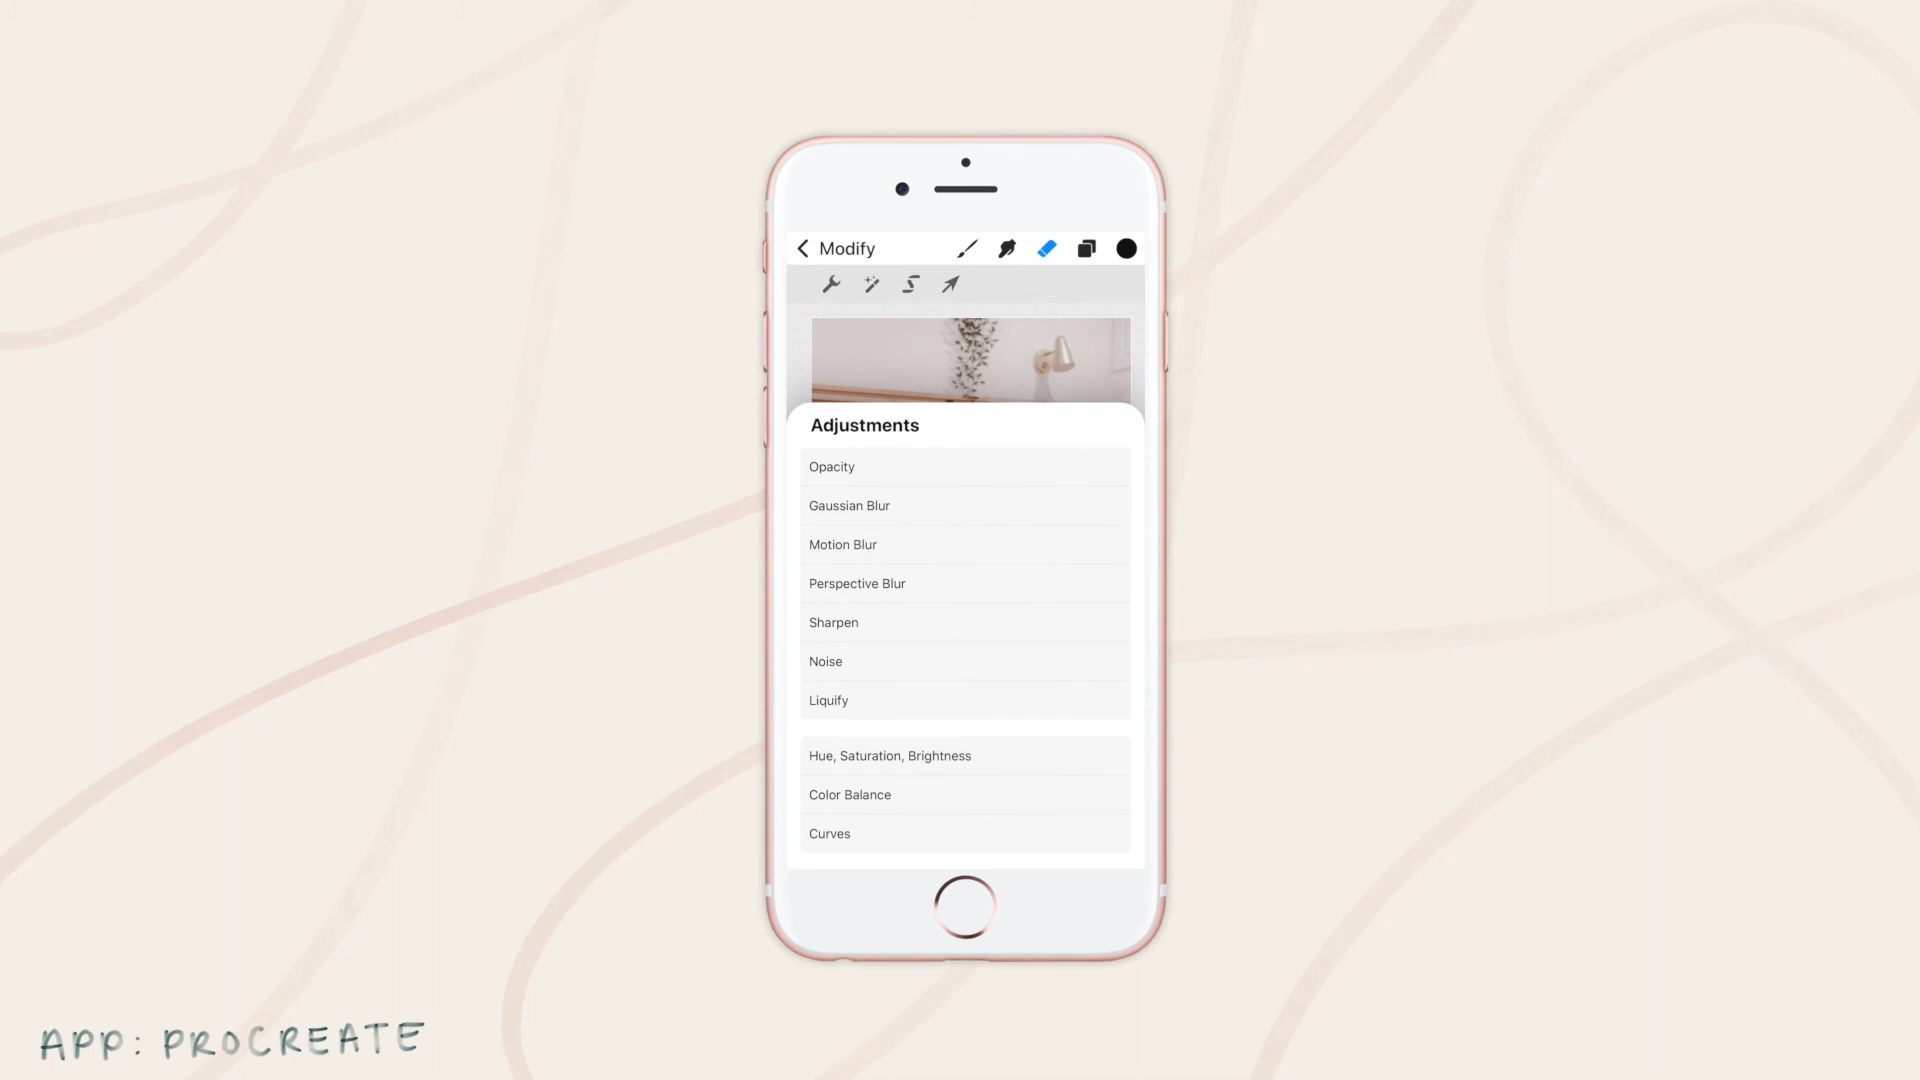 Modify
Adjustments
Opacity
Gaussian Blur
Motion Blur
Perspective Blur
Sharpen
Noise
Liquify
Hue, Saturation, Brightness
Color Balance
Curves
APP: PROCREATE